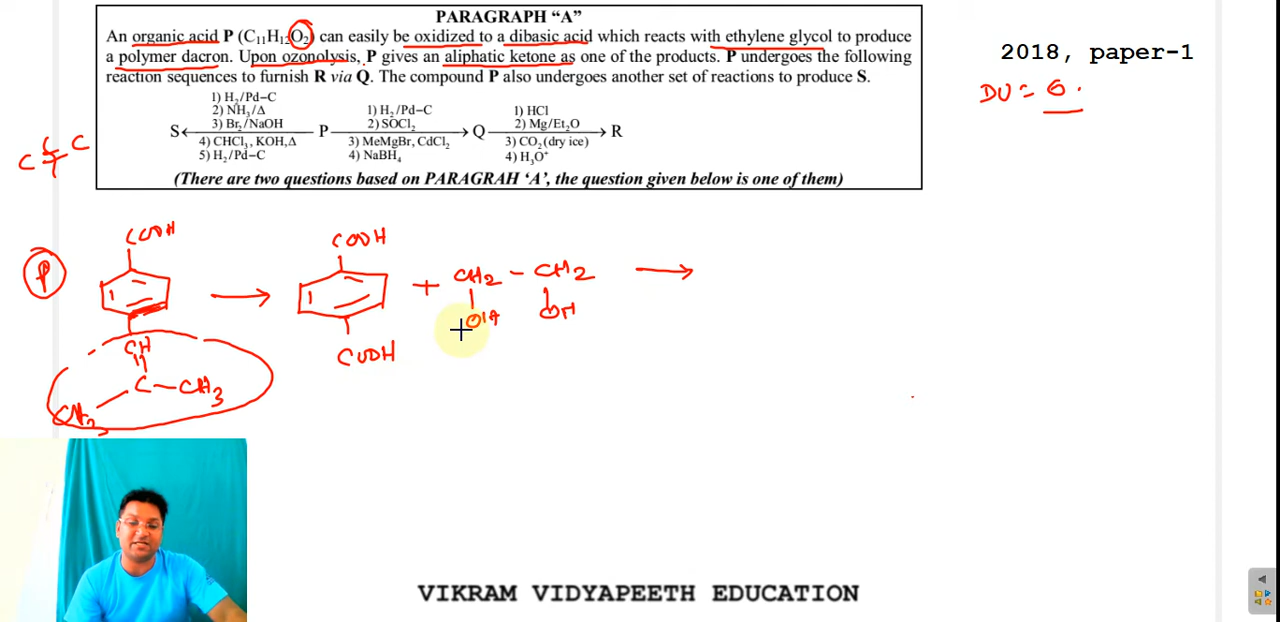 PARAGRAPH “A”
An organic acid P (C₁₁H₁₂O₂) can easily be oxidized to a dibasic acid which reacts with ethylene glycol to produce
a polymer dacron. Upon ozonolysis, P gives an aliphatic ketone as one of the products. P undergoes the following
reaction sequences to furnish R via Q. The compound P also undergoes another set of reactions to produce S.
1) H₂/Pd–C
2) NH₃/Δ
3) Br₂/NaOH
4) CHCl₃, KOH,Δ
5) H₂/Pd–C
S P
1) H₂/Pd–C
2) SOCl₂
3) MeMgBr, CdCl₂
4) NaBH₄
Q
1) HCl
2) Mg/Et₂O
3) CO₂(dry ice)
4) H₃O⁺
R
(There are two questions based on PARAGRAH ‘A’, the question given below is one of them)
2018, paper-1
DU = 6.
C C C
P
COOH
CH
C – CH3
CH3
COOH
COOH
+ CH2 – CH2
OH OH
VIKRAM VIDYAPEETH EDUCATION